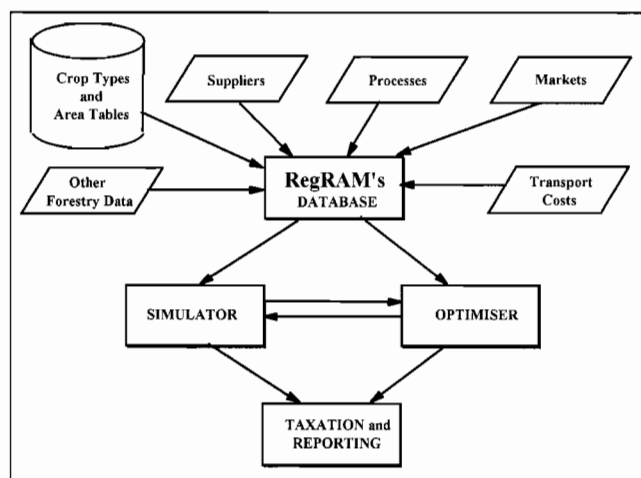 Crop Types
and
Area Tables
Suppliers
Processes
Markets
Other
Forestry Data
RegRAM's
DATABASE
Transport
Costs
SIMULATOR
OPTIMISER
TAXATION and
REPORTING